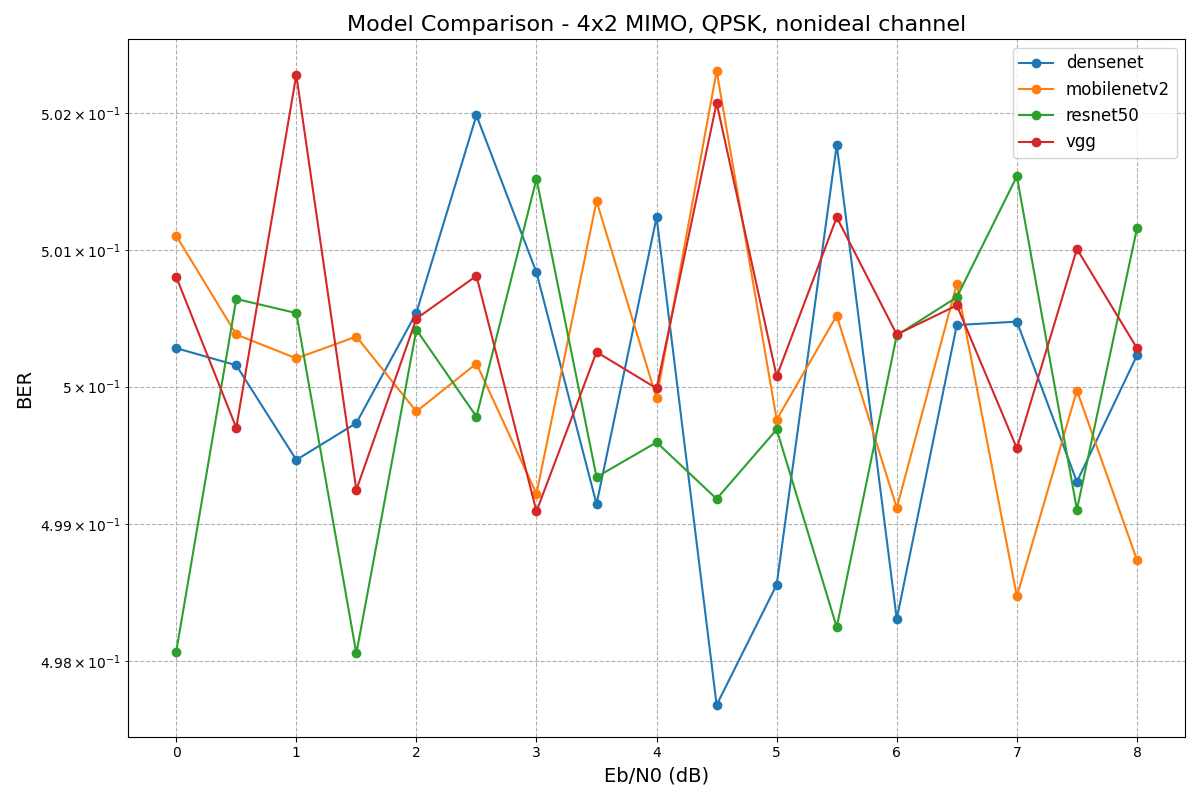 Model Comparison - 4x2 MIMO, QPSK, nonideal channel
densenet
mobilenetv2
resnet50
vgg
BER
5.02 × 10⁻¹
5.01 × 10⁻¹
5 × 10⁻¹
4.99 × 10⁻¹
4.98 × 10⁻¹
0 1 2 3 4 5 6 7 8
Eb/N0 (dB)